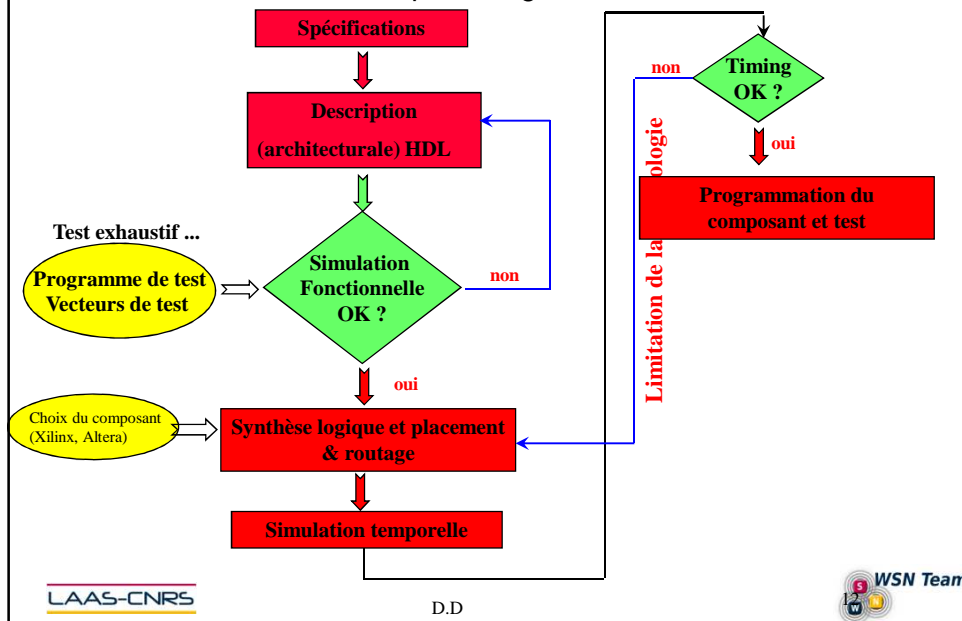 Spécifications
Description
(architecturale) HDL
Test exhaustif ...
Programme de test
Vecteurs de test
Simulation
Fonctionnelle
OK ?
non
oui
Choix du composant
(Xilinx, Altera)
Synthèse logique et placement
& routage
Simulation temporelle
Timing
OK ?
non
oui
Limitation de la
ologie
Programmation du
composant et test
LAAS-CNRS
D.D
WSN Team
S
W
N
12